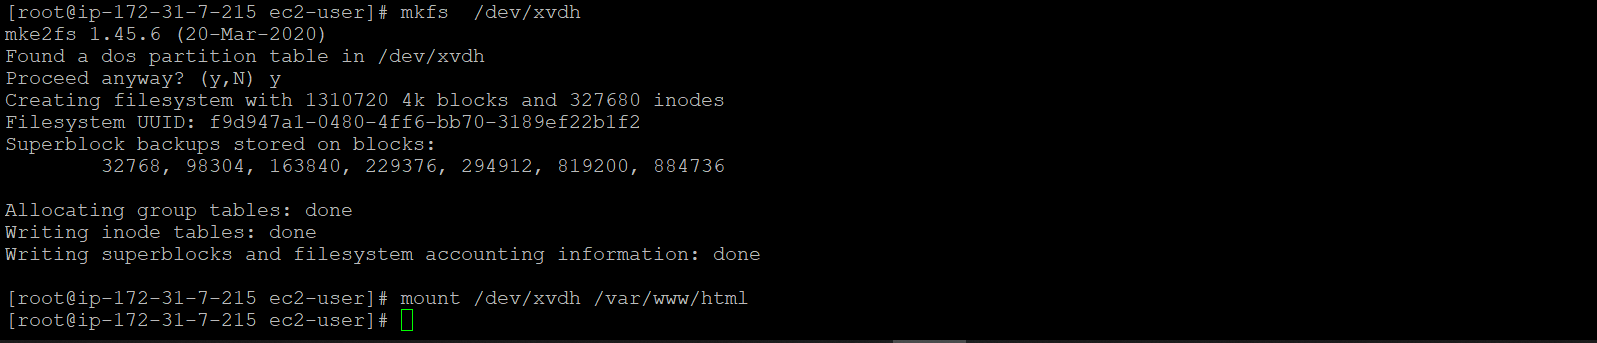 [root@ip-172-31-7-215 ec2-user]# mkfs  /dev/xvdh
mke2fs 1.45.6 (20-Mar-2020)
Found a dos partition table in /dev/xvdh
Proceed anyway? (y,N) y
Creating filesystem with 1310720 4k blocks and 327680 inodes
Filesystem UUID: f9d947a1-0480-4ff6-bb70-3189ef22b1f2
Superblock backups stored on blocks:
        32768, 98304, 163840, 229376, 294912, 819200, 884736
Allocating group tables: done
Writing inode tables: done
Writing superblocks and filesystem accounting information: done
[root@ip-172-31-7-215 ec2-user]# mount /dev/xvdh /var/www/html
[root@ip-172-31-7-215 ec2-user]#